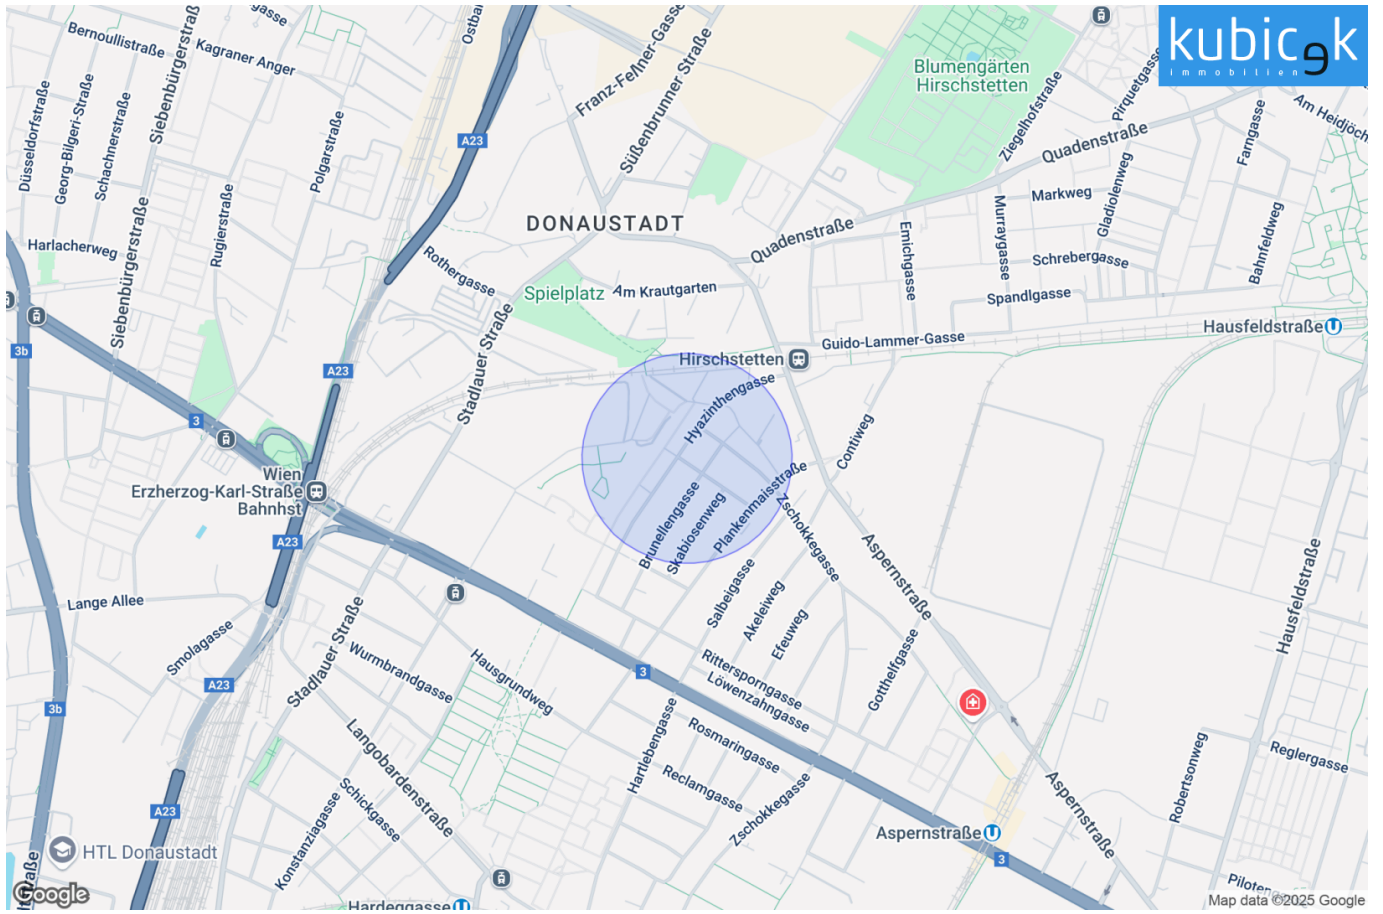 kubicek
immobilien
Bernoullistraße
Kagraner Anger
Siebenbürgerstraße
Düsseldorfstraße
Georg-Bilgeri-Straße
Schachnerstraße
Polgarstraße
Rugierstraße
Harlacherweg
Siebenbürgerstraße
A23
Franz-Feßner-Gasse
Süßenbrunner Straße
Blumengärten
Hirschstetten
Ziegelhofstraße
Pirquetgasse
Am Heidjöch
Quadenstraße
Farngasse
Markweg
Gladiolenweg
Murraygasse
Emichgasse
Schrebergasse
Bahnfeldweg
Spandlgasse
DONAUSTADT
Quadenstraße
Rothergasse
Spielplatz
Am Krautgarten
Stadlauer Straße
Hirschstetten
Guido-Lammer-Gasse
Hausfeldstraße
3b
A23
3
Hyazinthengasse
Contiweg
Wien
Erzherzog-Karl-Straße
Bahnhst
A23
Brunellengasse
Skabiosenweg
Plankenmaisstraße
Zschokkegasse
Aspernstraße
Hausfeldstraße
Lange Allee
Smolagasse
Stadlauer Straße
Salbeigasse
Akeleiweg
Efeuweg
Gotthelfgasse
Rittersporngasse
Löwenzahngasse
A23
3b
3
Wurmbrandgasse
Hausgrundweg
Hartlebengasse
Rosmaringasse
Reclamgasse
Zschokkegasse
Langobardenstraße
Schickgasse
Konstanziagasse
A23
HTL Donaustadt
Aspernstraße
3
Aspernstraße
Robertsonweg
Reglergasse
Hardeggasse
Google
Map data ©2025 Google